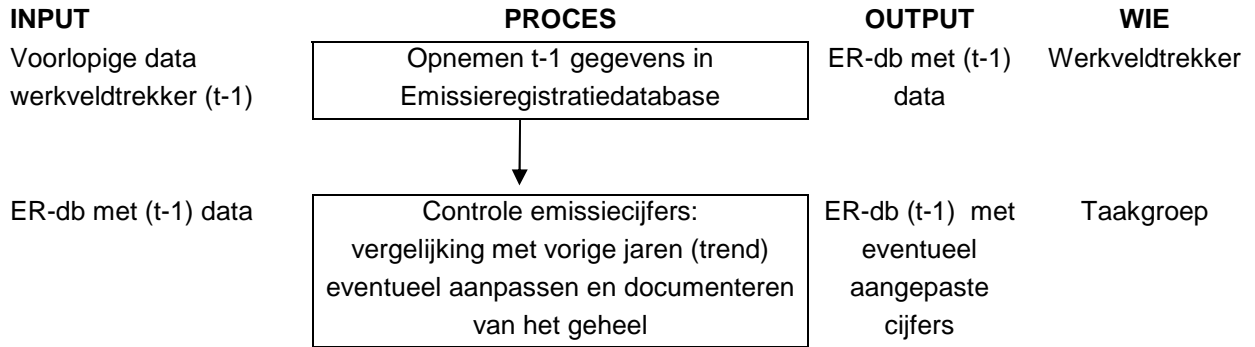 INPUT PROCES OUTPUT WIE
Voorlopige data Opnemen t-1 gegevens in ER-db met (t-1) Werkveldtrekker
werkveldtrekker (t-1) Emissieregistratiedatabase data
ER-db met (t-1) data Controle emissiecijfers: ER-db (t-1) met Taakgroep
vergelijking met vorige jaren (trend) eventueel
eventueel aanpassen en documenteren aangepaste
van het geheel cijfers